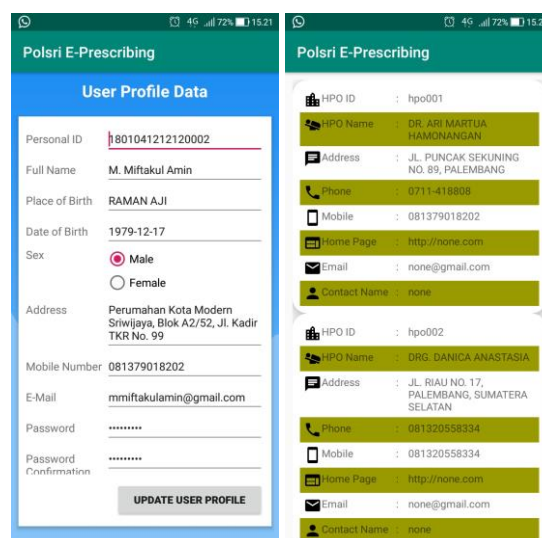 4G 72% 15.21
Polsri E-Prescribing
User Profile Data
Personal ID 1801041212120002
Full Name M. Miftakul Amin
Place of Birth RAMAN AJI
Date of Birth 1979-12-17
Sex Male
Female
Address Perumahan Kota Modern
Sriwijaya, Blok A2/52, Jl. Kadir
TKR No. 99
Mobile Number 081379018202
E-Mail mmiftakulamin@gmail.com
Password •••••••••
Password •••••••••
Confirmation
UPDATE USER PROFILE
4G 72% 15.2
Polsri E-Prescribing
HPO ID : hpo001
HPO Name : DR. ARI MARTUA
HAMONANGAN
Address : JL. PUNCAK SEKUNING
NO. 89, PALEMBANG
Phone : 0711-418808
Mobile : 081379018202
Home Page : http://none.com
Email : none@gmail.com
Contact Name : none
HPO ID : hpo002
HPO Name : DRG. DANICA ANASTASIA
Address : JL. RIAU NO. 17,
PALEMBANG, SUMATERA
SELATAN
Phone : 081320558334
Mobile : 081320558334
Home Page : http://none.com
Email : none@gmail.com
Contact Name : none